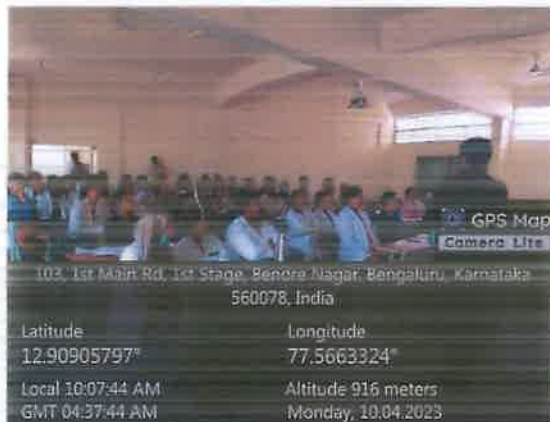 GPS Map
Camera Lite
103, 1st Main Rd, 1st Stage, Bendre Nagar, Bengaluru, Karnataka
560078, India
Latitude
12.90905797°
Longitude
77.5663324°
Local 10:07:44 AM
GMT 04:37:44 AM
Altitude 916 meters
Monday, 10.04.2023